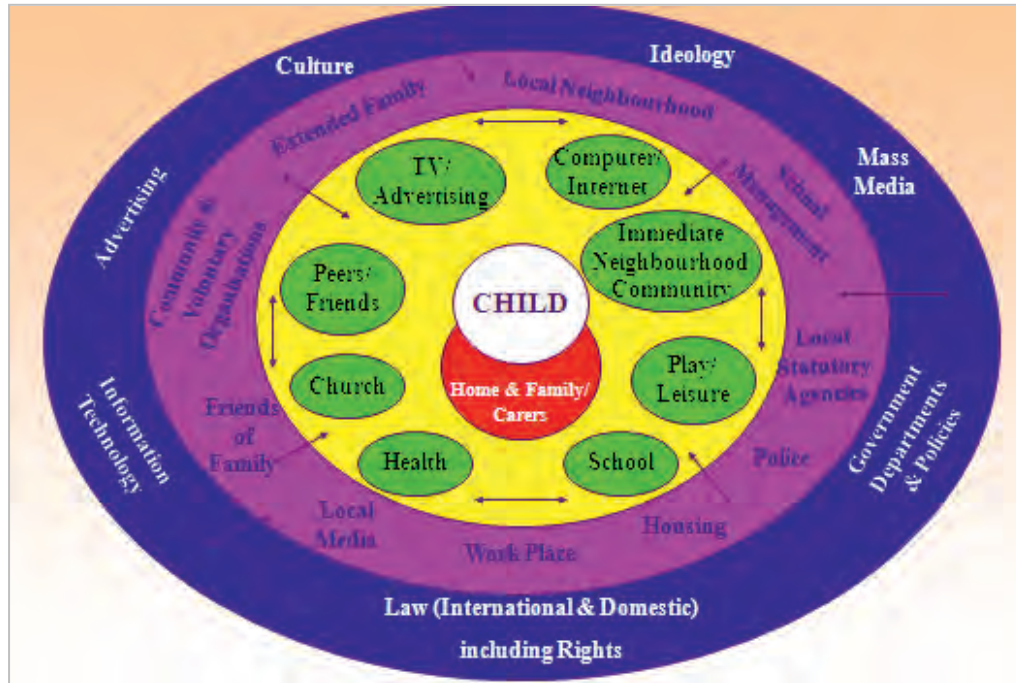 Culture
Ideology
Extended Family
Local Neighbourhood
Mass
Media
TV/
Advertising
Computer/
Internet
School
Management
Advertising
Community &
Voluntary
Organisations
Peers/
Friends
Immediate
Neighbourhood
Community
CHILD
Home & Family/
Carers
Church
Play/
Leisure
Local
Statutory
Agencies
Information
Technology
Friends
of
Family
Health
School
Police
Government
Departments
& Policies
Local
Media
Work Place
Housing
Law (International & Domestic)
including Rights